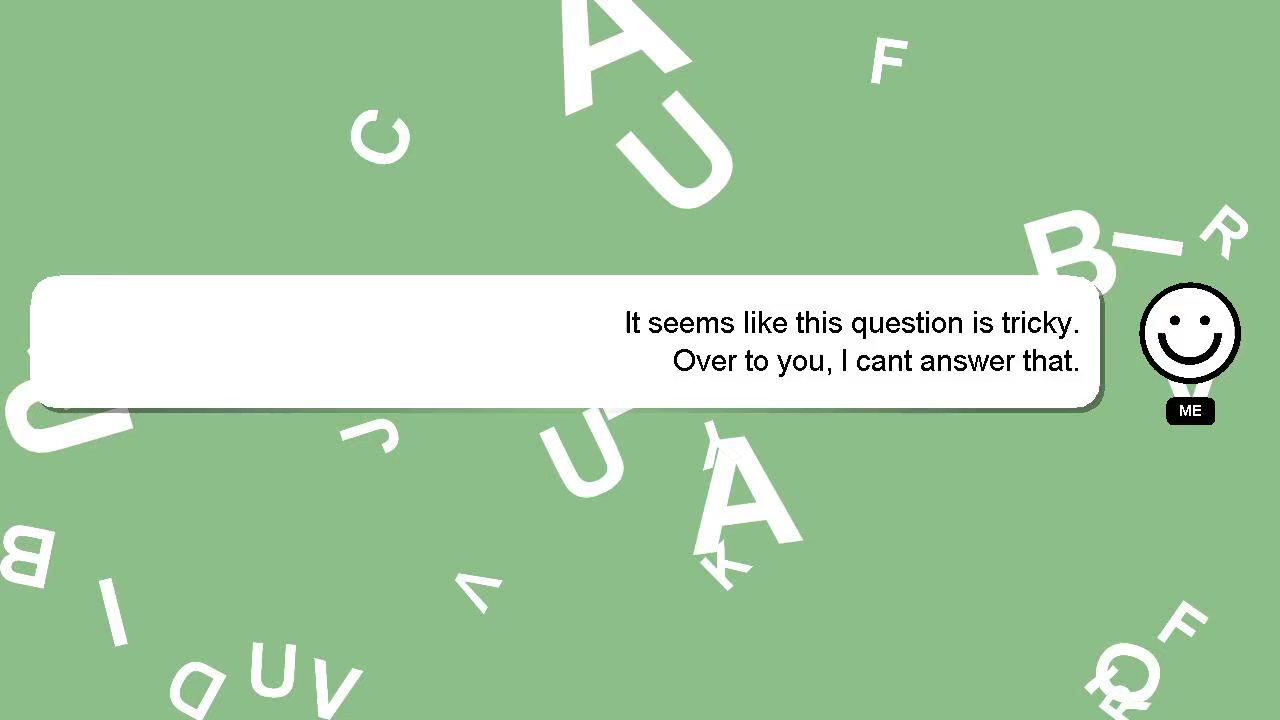 A
F
C
U
R
B
I
It seems like this question is tricky.
Over to you, I cant answer that.
ME
J
U
A
K
B
I
V
F
D
U
V
Q